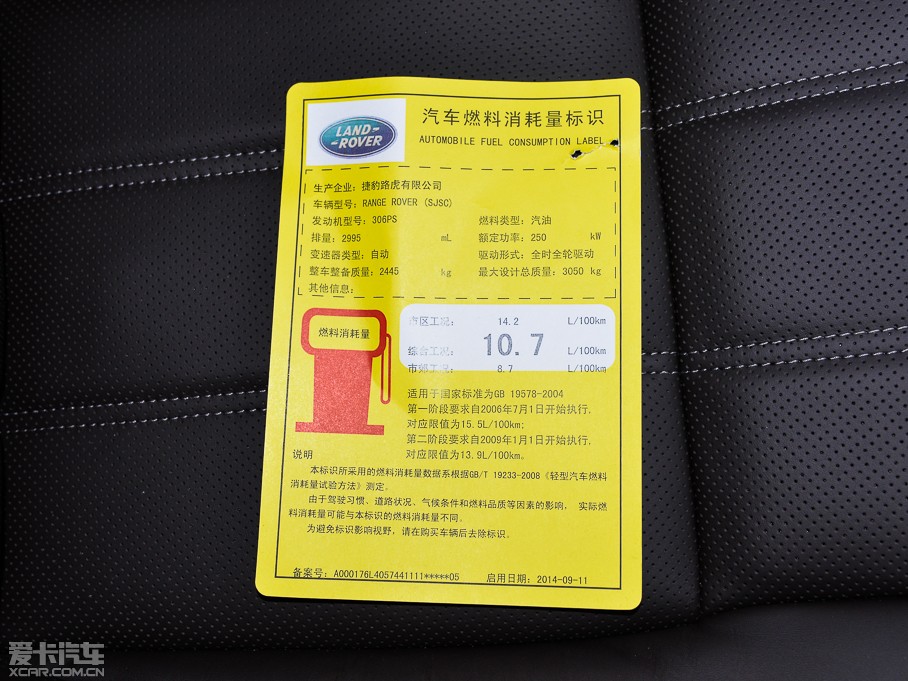 LAND-
-ROVER
汽车燃料消耗量标识
AUTOMOBILE FUEL CONSUMPTION LABEL
生产企业: 捷豹路虎有限公司
车辆型号: RANGE ROVER (SJSC)
发动机型号: 306PS 燃料类型: 汽油
排量: 2995 mL 额定功率: 250 kW
变速器类型: 自动 驱动形式: 全时全轮驱动
整车整备质量: 2445 kg 最大设计总质量: 3050 kg
其他信息:
燃料消耗量
市区工况: 14.2 L/100km
综合工况: 10.7 L/100km
市郊工况: 8.7 L/100km
适用于国家标准为GB 19578-2004
第一阶段要求自2006年7月1日开始执行,
对应限值为15.5L/100km;
第二阶段要求自2009年1月1日开始执行,
对应限值为13.9L/100km。
说明
本标识所采用的燃料消耗量数据系根据GB/T 19233-2008《轻型汽车燃料
消耗量试验方法》测定。
由于驾驶习惯、道路状况、气候条件和燃料品质等因素的影响, 实际燃
料消耗量可能与本标识的燃料消耗量不同。
为避免标识影响视野, 请在购买车辆后去除标识。
备案号: A000176L4057441111*****05 启用日期: 2014-09-11
爱卡汽车
XCAR.COM.CN